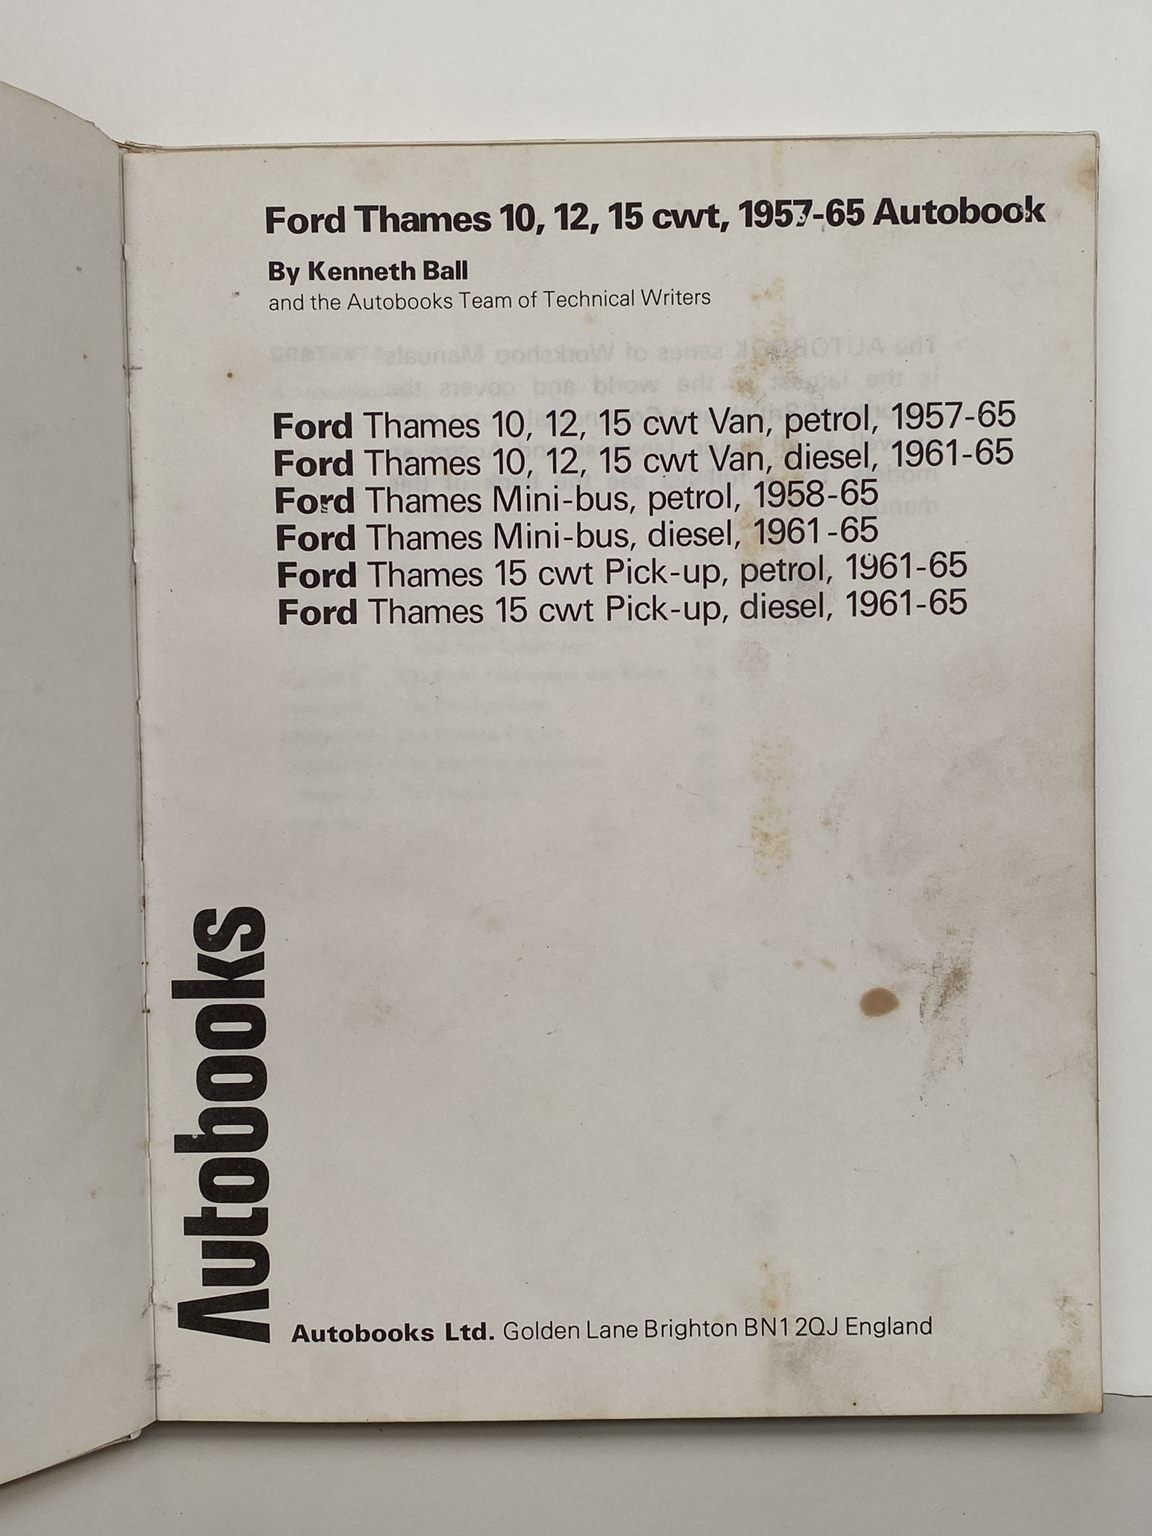 Ford Thames 10, 12, 15 cwt, 1957-65 Autobook
By Kenneth Ball
and the Autobooks Team of Technical Writers
Ford Thames 10, 12, 15 cwt Van, petrol, 1957-65
Ford Thames 10, 12, 15 cwt Van, diesel, 1961-65
Ford Thames Mini-bus, petrol, 1958-65
Ford Thames Mini-bus, diesel, 1961-65
Ford Thames 15 cwt Pick-up, petrol, 1961-65
Ford Thames 15 cwt Pick-up, diesel, 1961-65
Autobooks
Autobooks Ltd. Golden Lane Brighton BN1 2QJ England